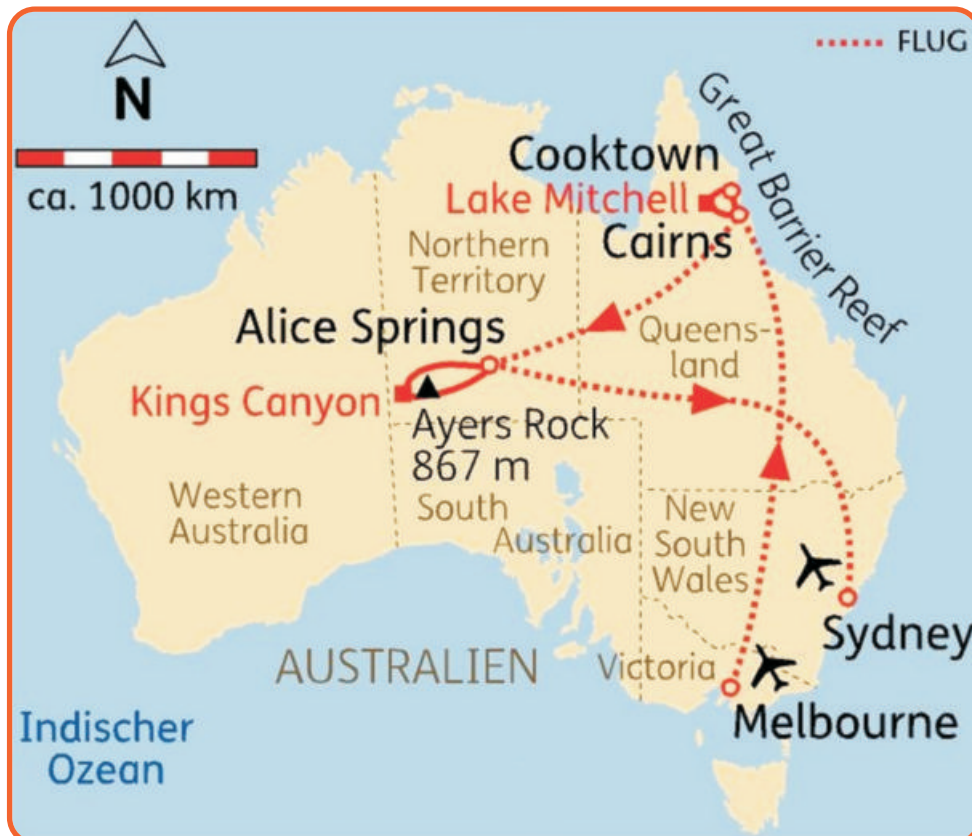 FLUG
N
ca. 1000 km
Great Barrier Reef
Cooktown
Lake Mitchell
Cairns
Northern
Territory
Alice Springs
Queens-
land
Kings Canyon
Ayers Rock
867 m
Western
Australia
South
Australia
New
South
Wales
Sydney
AUSTRALIEN
Victoria
Melbourne
Indischer
Ozean